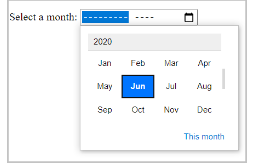 Select a month: --------- ----
2020
Jan Feb Mar Apr
May Jun Jul Aug
Sep Oct Nov Dec
This month